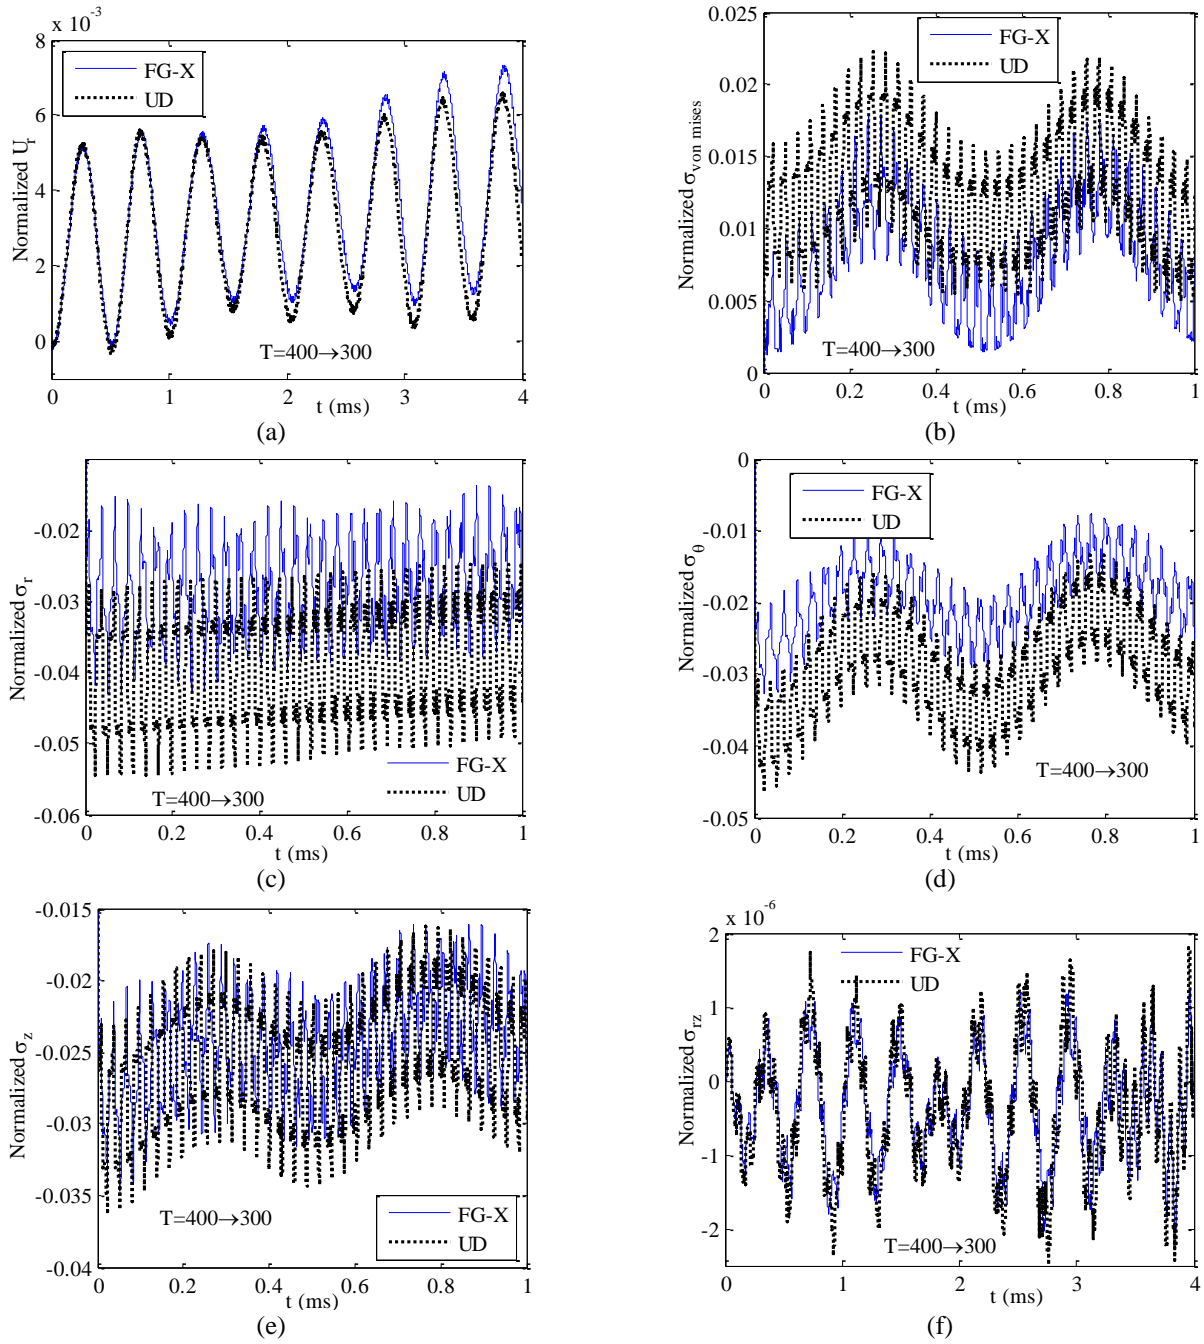 x 10⁻³
8
6
4
2
0
Normalized U_r
FG-X
UD
T=400→300
0 1 2 3 4
t (ms)
(a)
0.025
0.02
0.015
0.01
0.005
0
Normalized σ_von mises
FG-X
UD
T=400→300
0 0.2 0.4 0.6 0.8 1
t (ms)
(b)
-0.02
-0.03
-0.04
-0.05
-0.06
Normalized σ_r
FG-X
UD
T=400→300
0 0.2 0.4 0.6 0.8 1
t (ms)
(c)
0
-0.01
-0.02
-0.03
-0.04
-0.05
Normalized σ_θ
FG-X
UD
T=400→300
0 0.2 0.4 0.6 0.8 1
t (ms)
(d)
-0.015
-0.02
-0.025
-0.03
-0.035
-0.04
Normalized σ_z
T=400→300
FG-X
UD
0 0.2 0.4 0.6 0.8 1
t (ms)
(e)
x 10⁻⁶
2
1
0
-1
-2
Normalized σ_rz
FG-X
UD
T=400→300
0 1 2 3 4
t (ms)
(f)